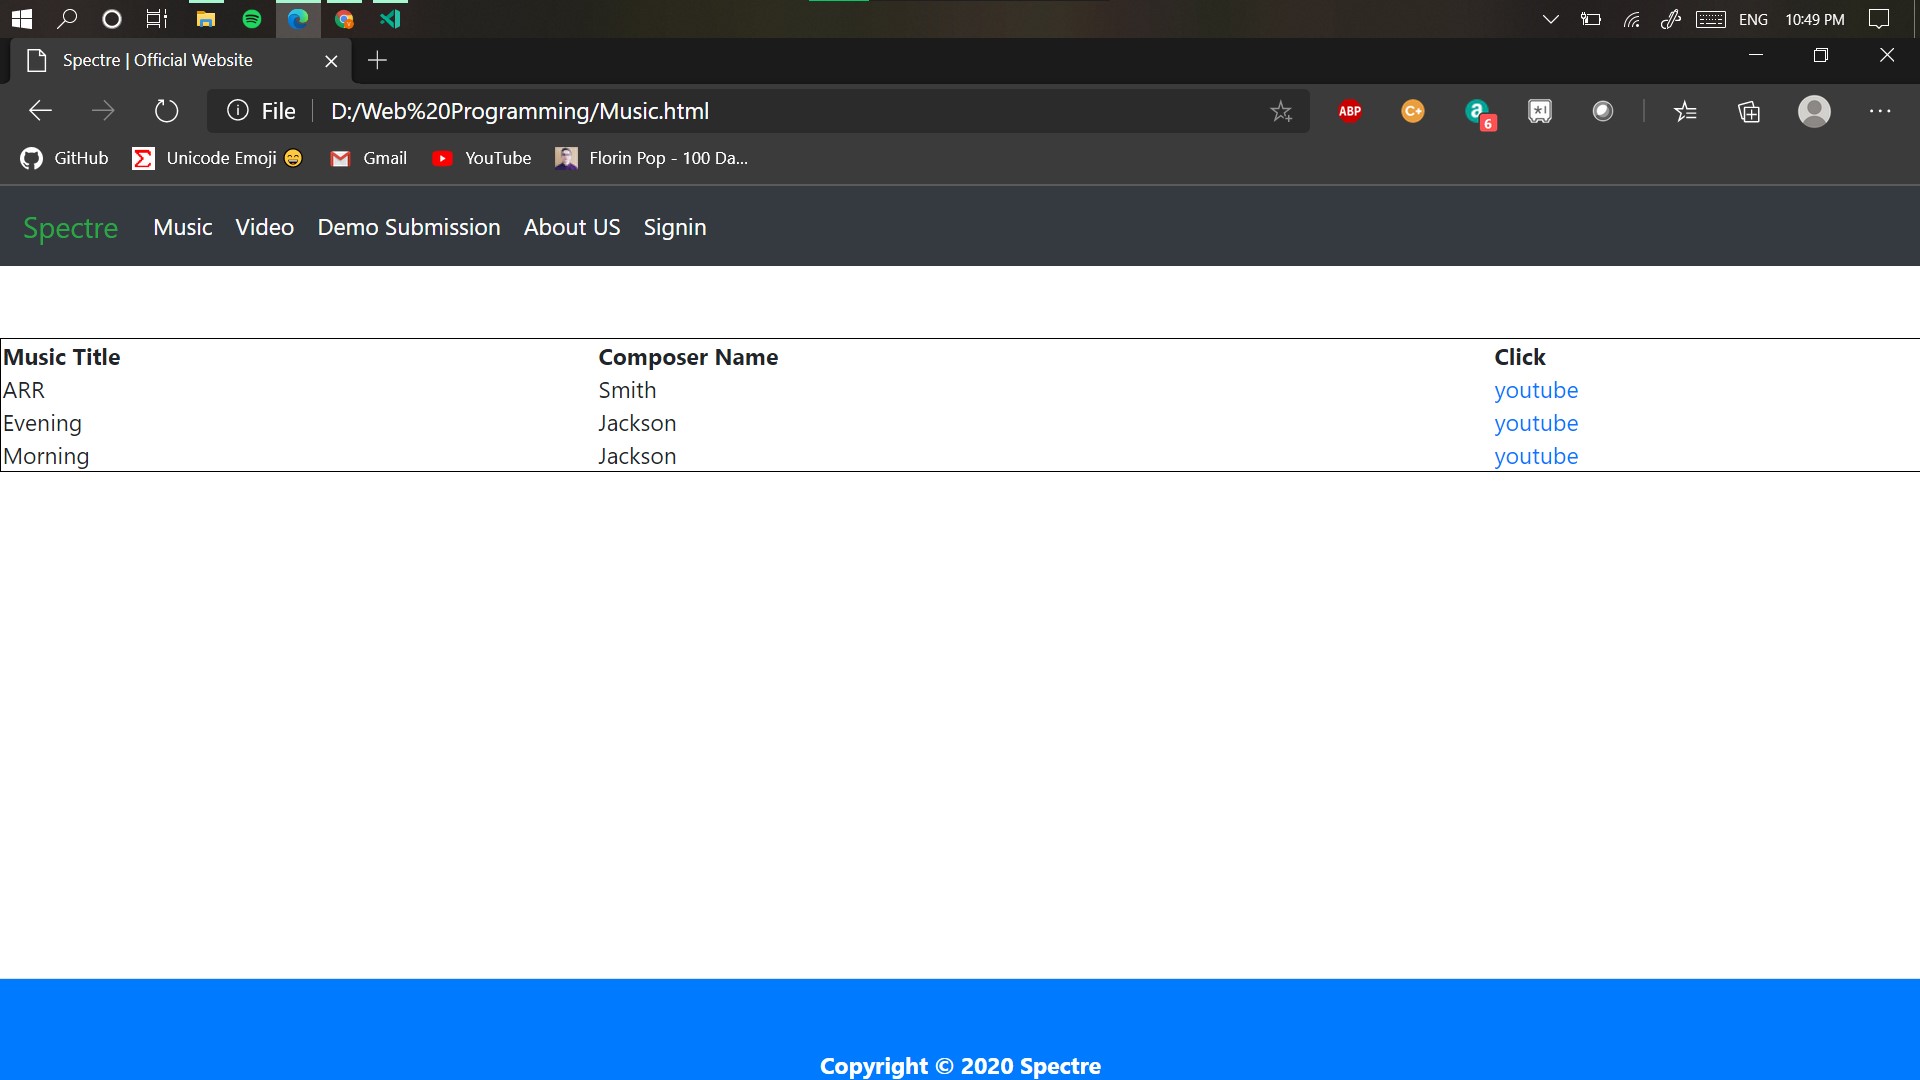 ENG 10:49 PM
Spectre | Official Website
File D:/Web%20Programming/Music.html ABP C+ a 6 *!
GitHub Unicode Emoji 😄 Gmail YouTube Florin Pop - 100 Da...
Spectre Music Video Demo Submission About US Signin
Music Title Composer Name Click
ARR Smith youtube
Evening Jackson youtube
Morning Jackson youtube
Copyright © 2020 Spectre